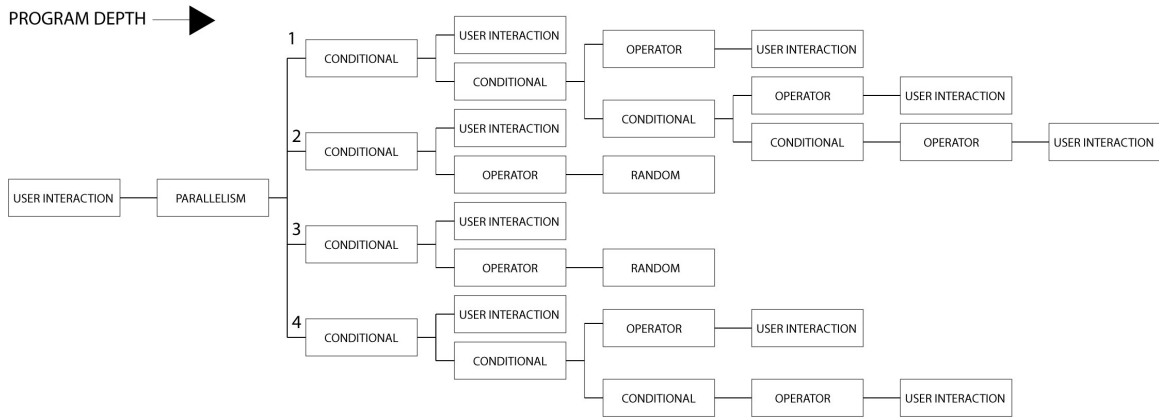 PROGRAM DEPTH
1
CONDITIONAL
USER INTERACTION
CONDITIONAL
OPERATOR
USER INTERACTION
CONDITIONAL
OPERATOR
USER INTERACTION
CONDITIONAL
OPERATOR
USER INTERACTION
2
CONDITIONAL
USER INTERACTION
OPERATOR
RANDOM
USER INTERACTION
PARALLELISM
3
CONDITIONAL
USER INTERACTION
OPERATOR
RANDOM
4
CONDITIONAL
USER INTERACTION
CONDITIONAL
OPERATOR
USER INTERACTION
CONDITIONAL
OPERATOR
USER INTERACTION